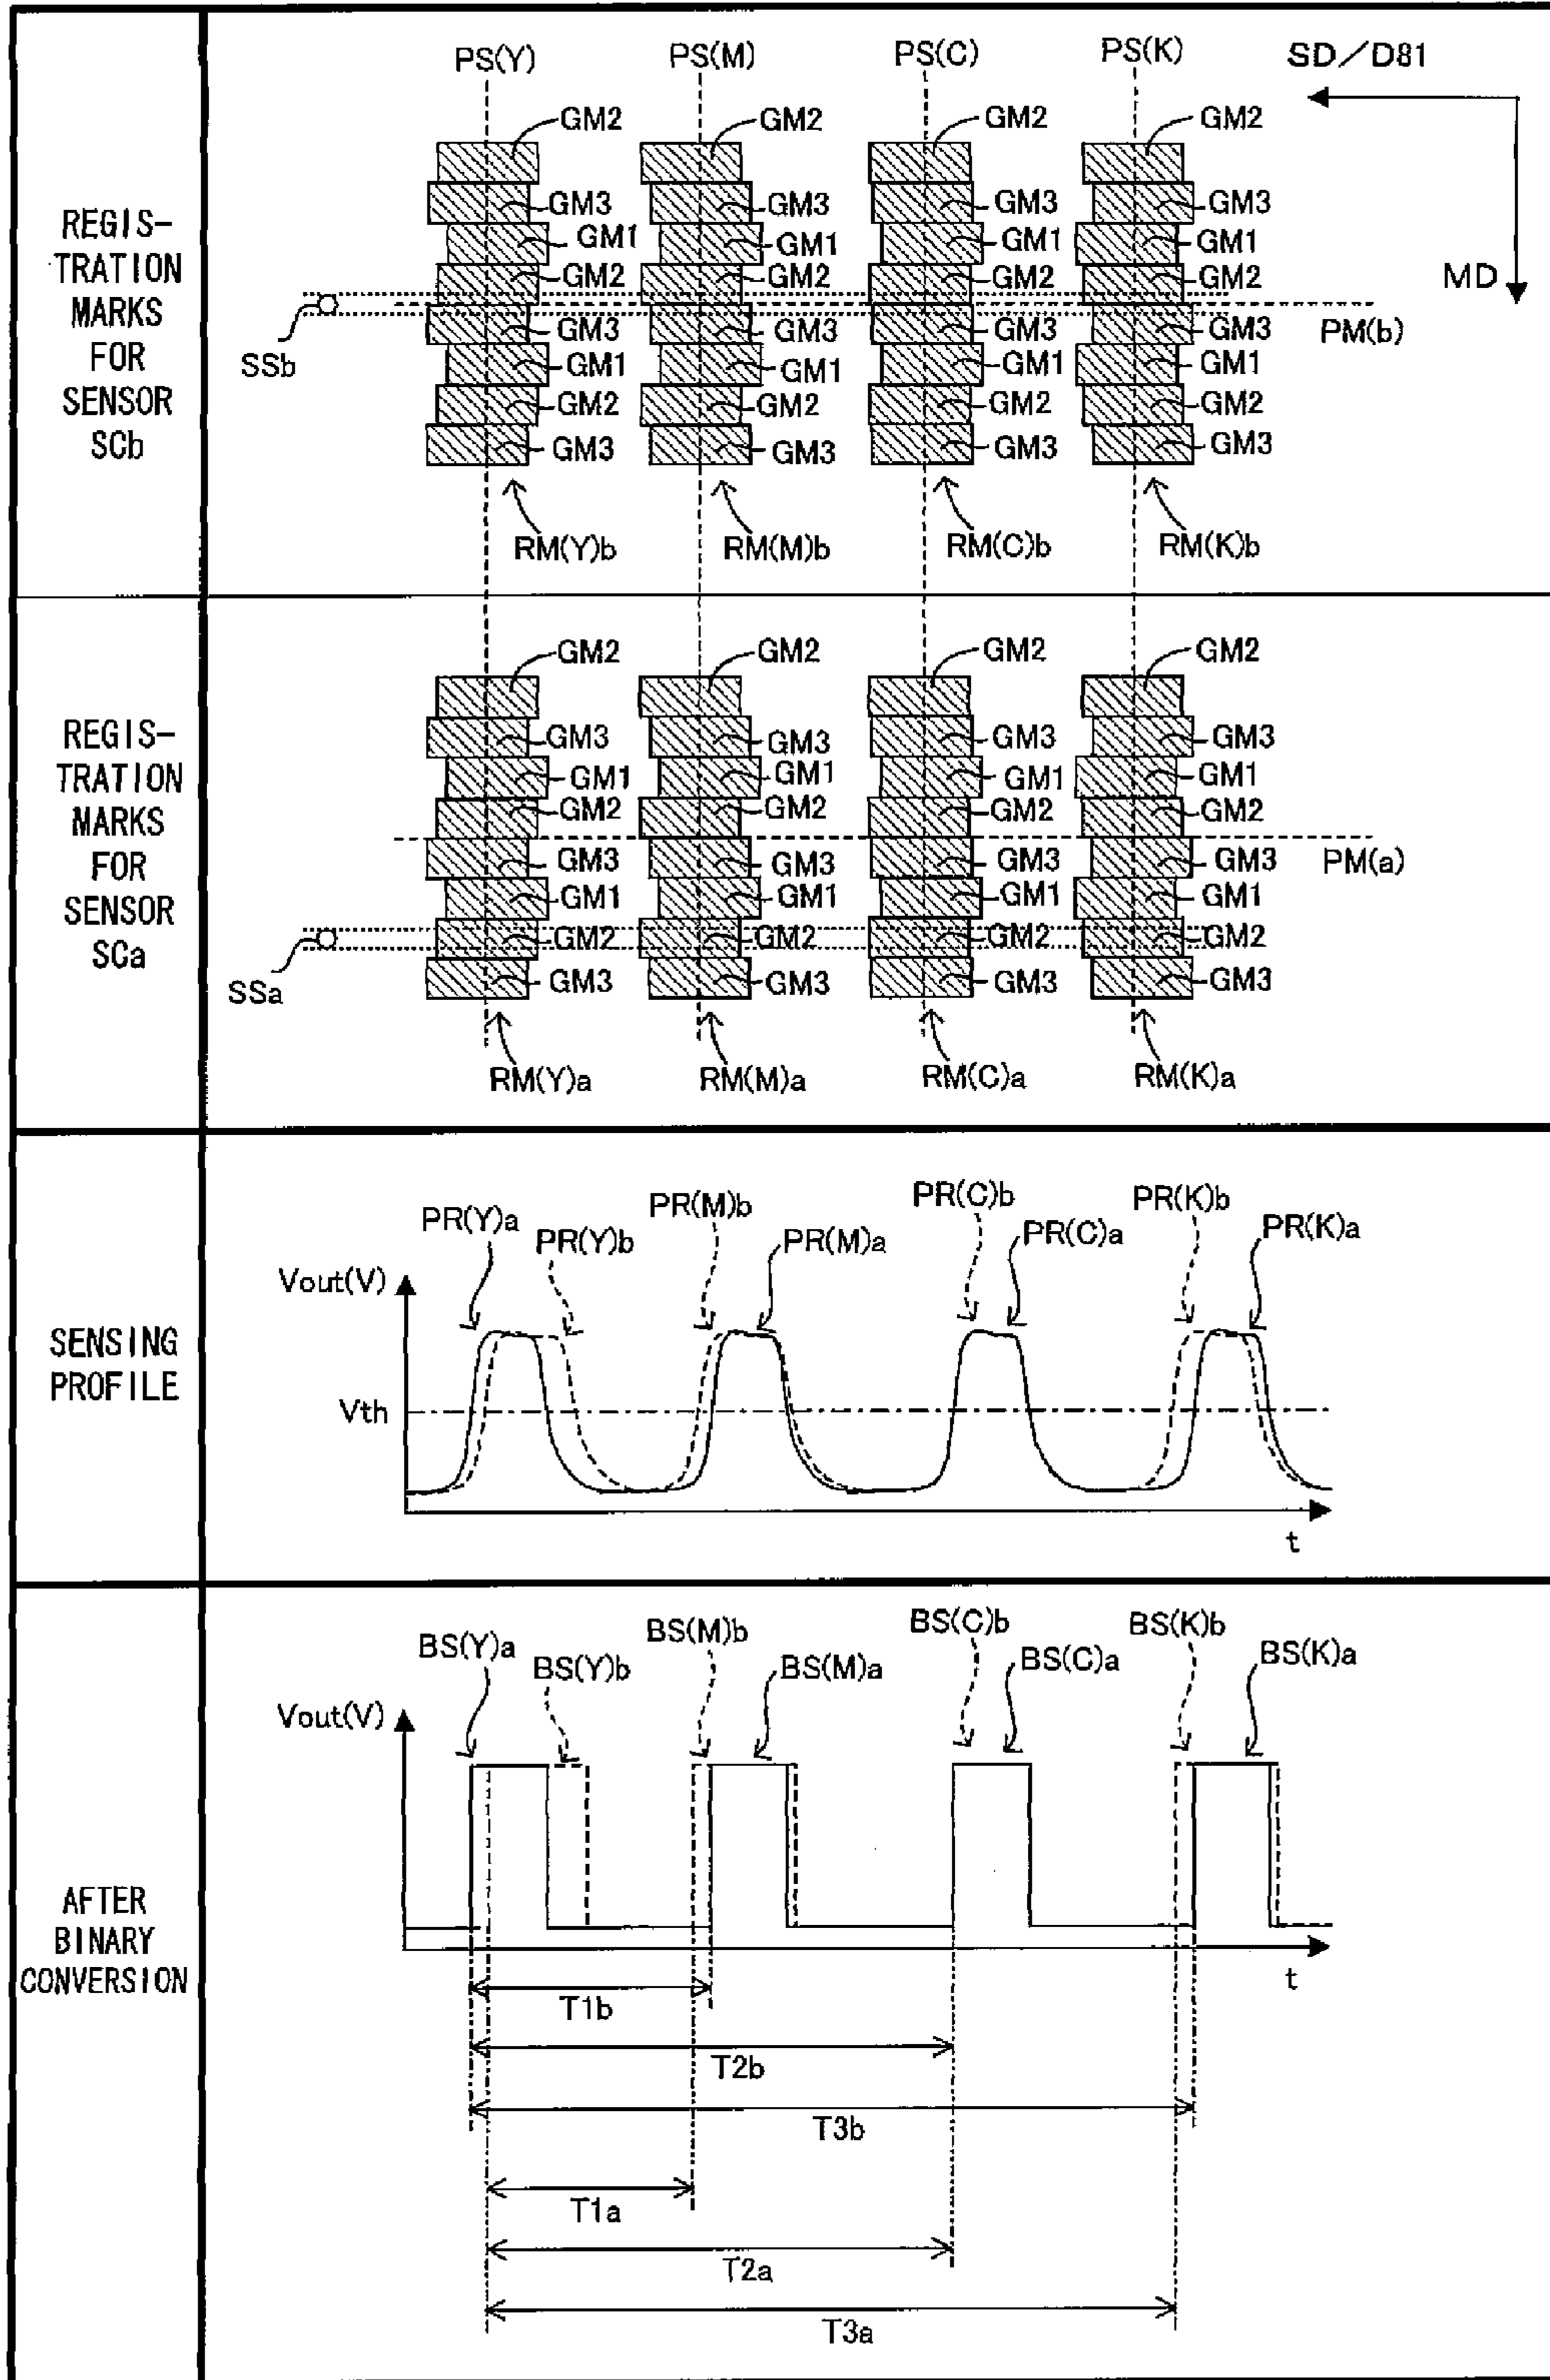 REGIS-
TRATION
MARKS
FOR
SENSOR
SCb
PS(Y) PS(M) PS(C) PS(K) SD/D81
GM2 GM2 GM2 GM2
GM3 GM3 GM3 GM3
GM1 GM1 GM1 GM1
GM2 GM2 GM2 GM2 MD
SSb GM3 GM3 GM3 GM3 PM(b)
GM1 GM1 GM1 GM1
GM2 GM2 GM2 GM2
GM3 GM3 GM3 GM3
RM(Y)b RM(M)b RM(C)b RM(K)b
REGIS-
TRATION
MARKS
FOR
SENSOR
SCa
GM2 GM2 GM2 GM2
GM3 GM3 GM3 GM3
GM1 GM1 GM1 GM1
GM2 GM2 GM2 GM2
GM3 GM3 GM3 GM3 PM(a)
GM1 GM1 GM1 GM1
GM2 GM2 GM2 GM2
SSa GM3 GM3 GM3 GM3
RM(Y)a RM(M)a RM(C)a RM(K)a
SENSING
PROFILE
PR(Y)a PR(Y)b PR(M)b PR(M)a PR(C)b PR(C)a PR(K)b PR(K)a
Vout(V)
Vth
t
AFTER
BINARY
CONVERSION
BS(Y)a BS(Y)b BS(M)b BS(M)a BS(C)b BS(C)a BS(K)b BS(K)a
Vout(V)
t
T1b
T2b
T3b
T1a
T2a
T3a